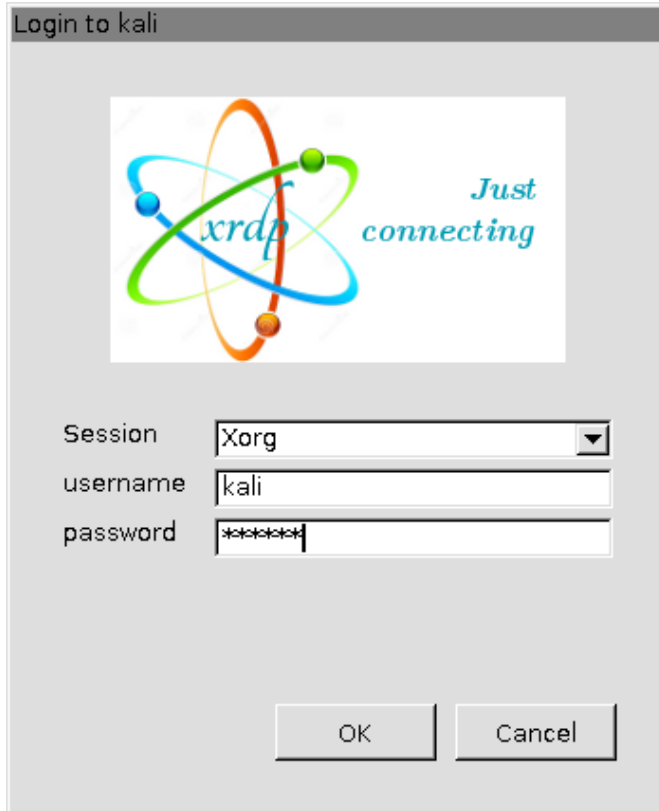 Login to kali
xrdp
Just
connecting
Session
Xorg
username
kali
password
******
OK
Cancel